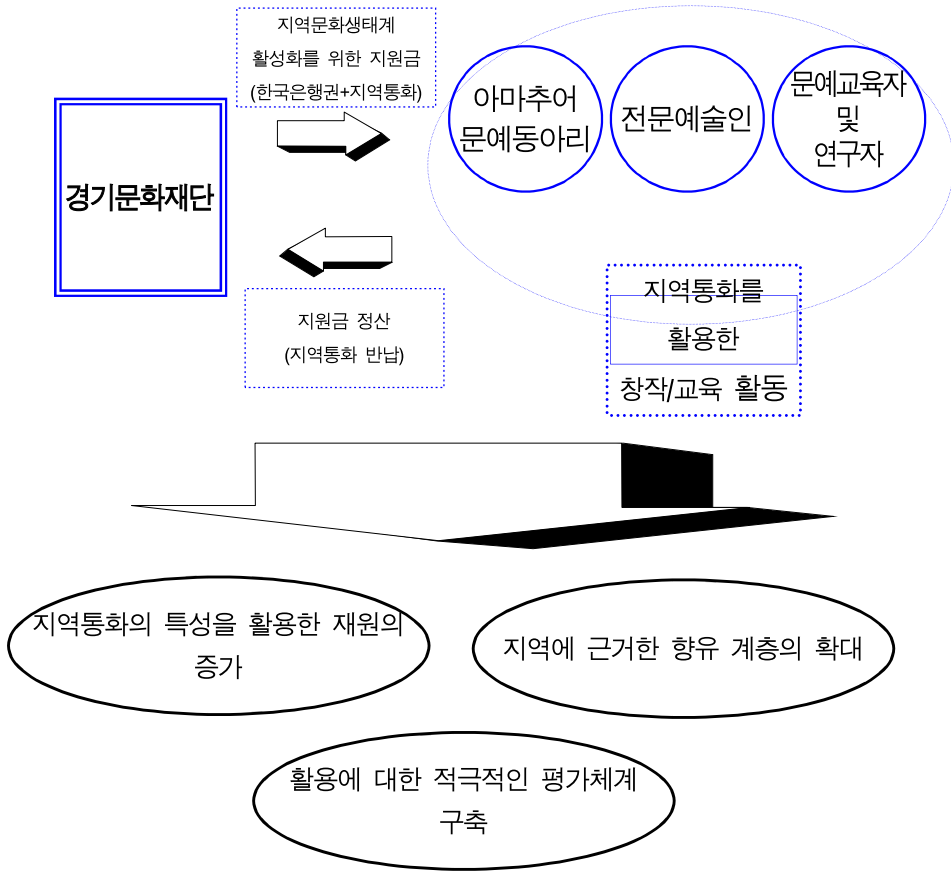 지역문화생태계
활성화를 위한 지원금
(한국은행권+지역통화)
경기문화재단
아마추어
문예동아리
전문예술인
문예교육자
및
연구자
지원금 정산
(지역통화 반납)
지역통화를
활용한
창작/교육 활동
지역통화의 특성을 활용한 재원의
증가
지역에 근거한 향유 계층의 확대
활용에 대한 적극적인 평가체계
구축